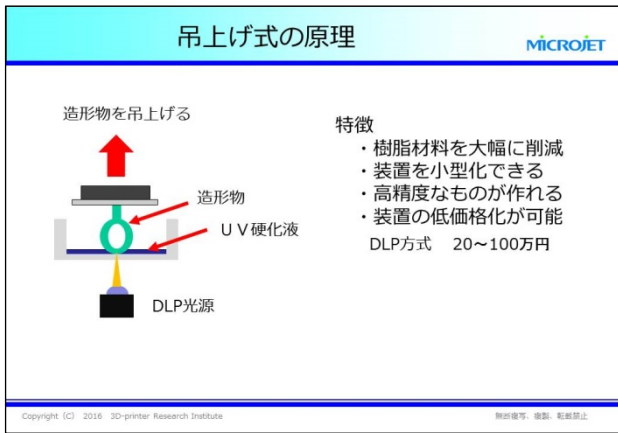 吊上げ式の原理
MICROJET
造形物を吊上げる
造形物
UV硬化液
DLP光源
特徴
・樹脂材料を大幅に削減
・装置を小型化できる
・高精度なものが作れる
・装置の低価格化が可能
DLP方式 20～100万円
Copyright (C) 2016 3D-printer Research Institute
無断複写、複製、転載禁止